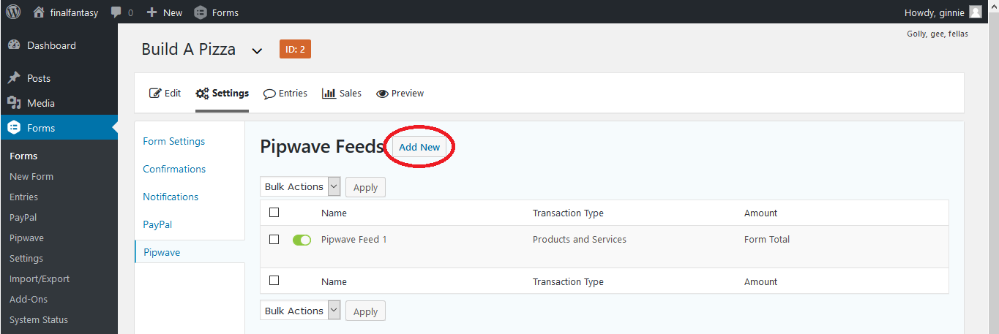 finalfantasy 0 New Forms Howdy, ginnie
Golly, gee, fellas
Dashboard
Posts
Media
Forms
Forms
New Form
Entries
PayPal
Pipwave
Settings
Import/Export
Add-Ons
System Status
Build A Pizza ID: 2
Edit Settings Entries Sales Preview
Form Settings
Confirmations
Notifications
PayPal
Pipwave
Pipwave Feeds Add New
Bulk Actions Apply
Name Transaction Type Amount
Pipwave Feed 1 Products and Services Form Total
Name Transaction Type Amount
Bulk Actions Apply